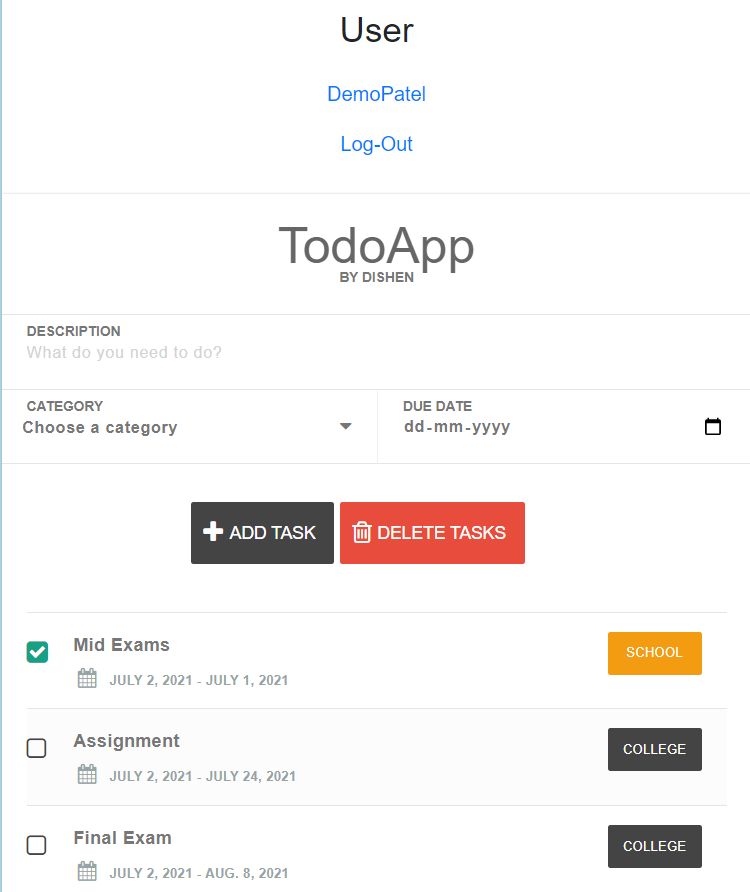 User
DemoPatel
Log-Out
TodoApp
BY DISHEN
DESCRIPTION
What do you need to do?
CATEGORY
Choose a category
DUE DATE
dd-mm-yyyy
ADD TASK
DELETE TASKS
Mid Exams
SCHOOL
JULY 2, 2021 - JULY 1, 2021
Assignment
COLLEGE
JULY 2, 2021 - JULY 24, 2021
Final Exam
COLLEGE
JULY 2, 2021 - AUG. 8, 2021